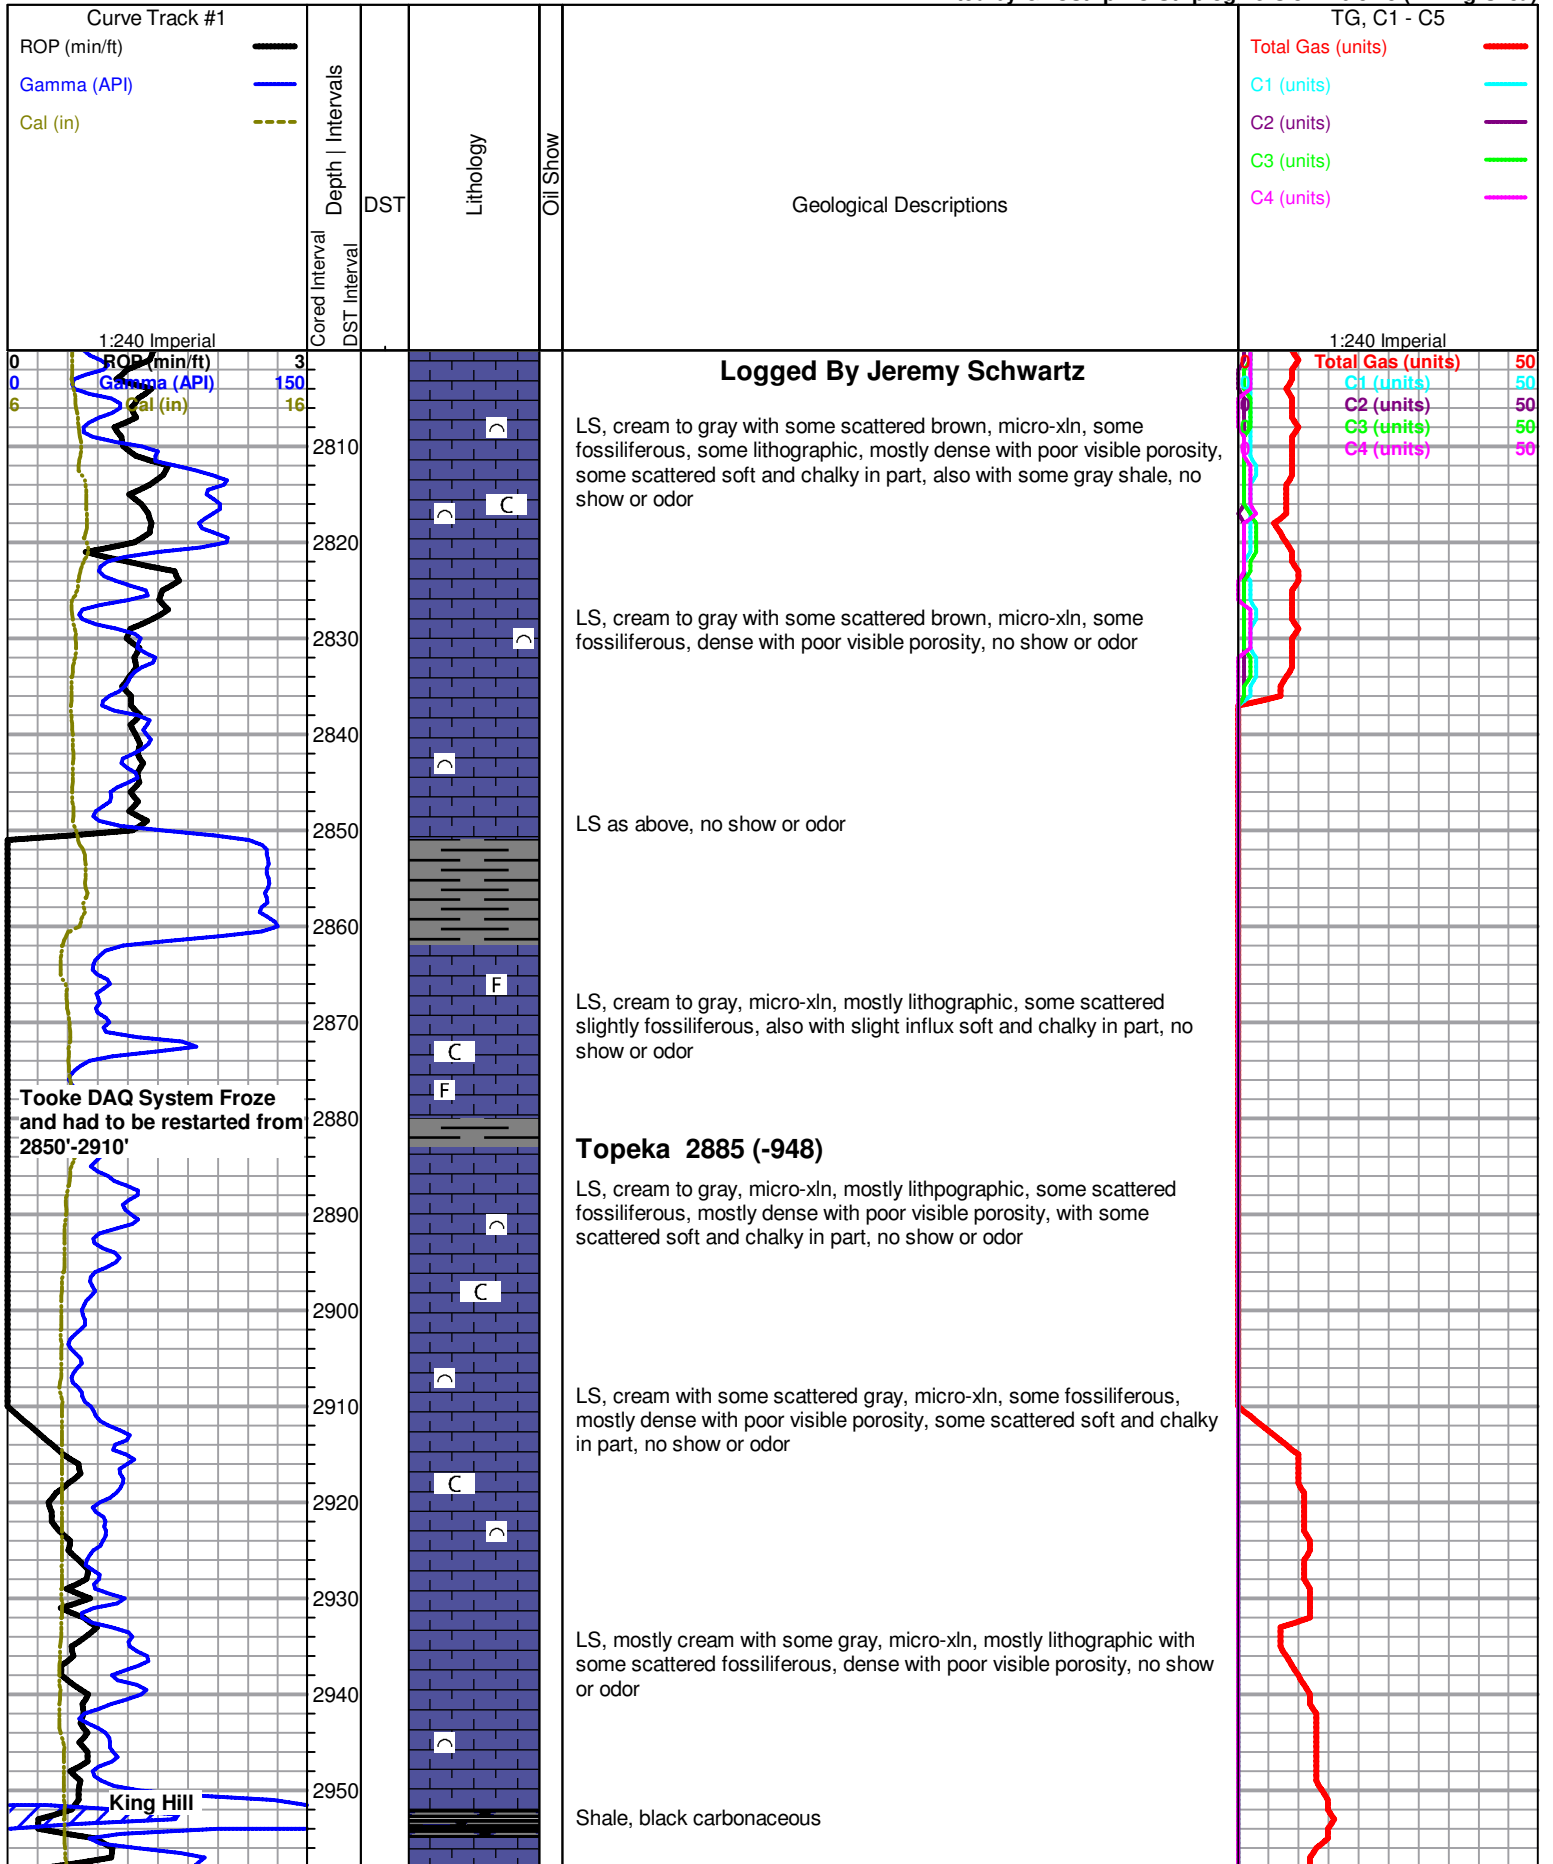 Curve Track #1
ROP (min/ft)
Gamma (API)
Cal (in)
1:240 Imperial
Cored Interval
DST Interval
Depth | Intervals
DST
Lithology
Oil Show
Geological Descriptions
TG, C1 - C5
Total Gas (units)
C1 (units)
C2 (units)
C3 (units)
C4 (units)
1:240 Imperial
0 ROP (min/ft) 3
0 Gamma (API) 150
6 Cal (in) 16
0 Total Gas (units) 50
0 C1 (units) 50
0 C2 (units) 50
0 C3 (units) 50
0 C4 (units) 50
Logged By Jeremy Schwartz
LS, cream to gray with some scattered brown, micro-xln, some
fossiliferous, some lithographic, mostly dense with poor visible porosity,
some scattered soft and chalky in part, also with some gray shale, no
show or odor
2810
C
2820
LS, cream to gray with some scattered brown, micro-xln, some
fossiliferous, dense with poor visible porosity, no show or odor
2830
2840
2850
LS as above, no show or odor
2860
F
LS, cream to gray, micro-xln, mostly lithographic, some scattered
slightly fossiliferous, also with slight influx soft and chalky in part, no
show or odor
2870
C
F
Tooke DAQ System Froze
and had to be restarted from
2850'-2910'
2880
Topeka 2885 (-948)
LS, cream to gray, micro-xln, mostly lithpographic, some scattered
fossiliferous, mostly dense with poor visible porosity, with some
scattered soft and chalky in part, no show or odor
2890
C
2900
LS, cream with some scattered gray, micro-xln, some fossiliferous,
mostly dense with poor visible porosity, some scattered soft and chalky
in part, no show or odor
2910
C
2920
2930
LS, mostly cream with some gray, micro-xln, mostly lithographic with
some scattered fossiliferous, dense with poor visible porosity, no show
or odor
2940
2950
King Hill
Shale, black carbonaceous